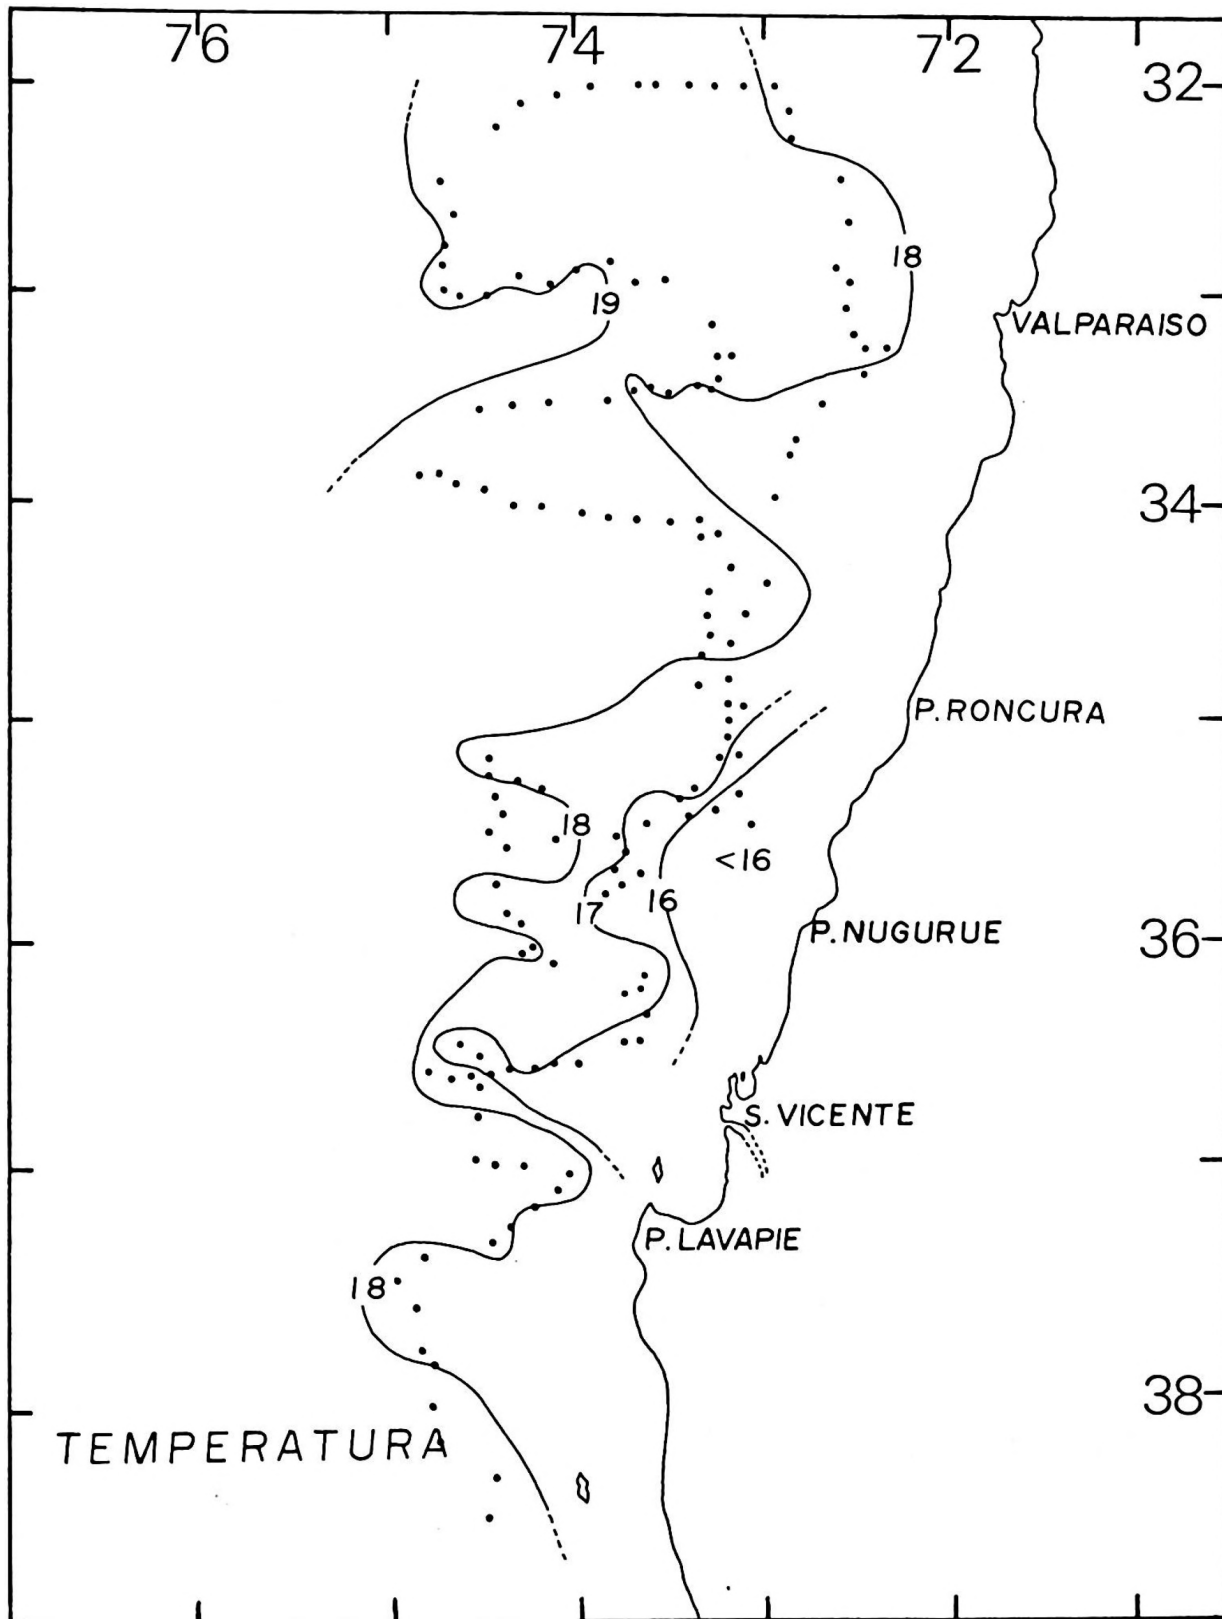 76 74 72
32
18
19
VALPARAISO
34
P. RONCURA
18
<16
17 16
P. NUGURUE
36
S. VICENTE
P. LAVAPIE
18
38
TEMPERATURA